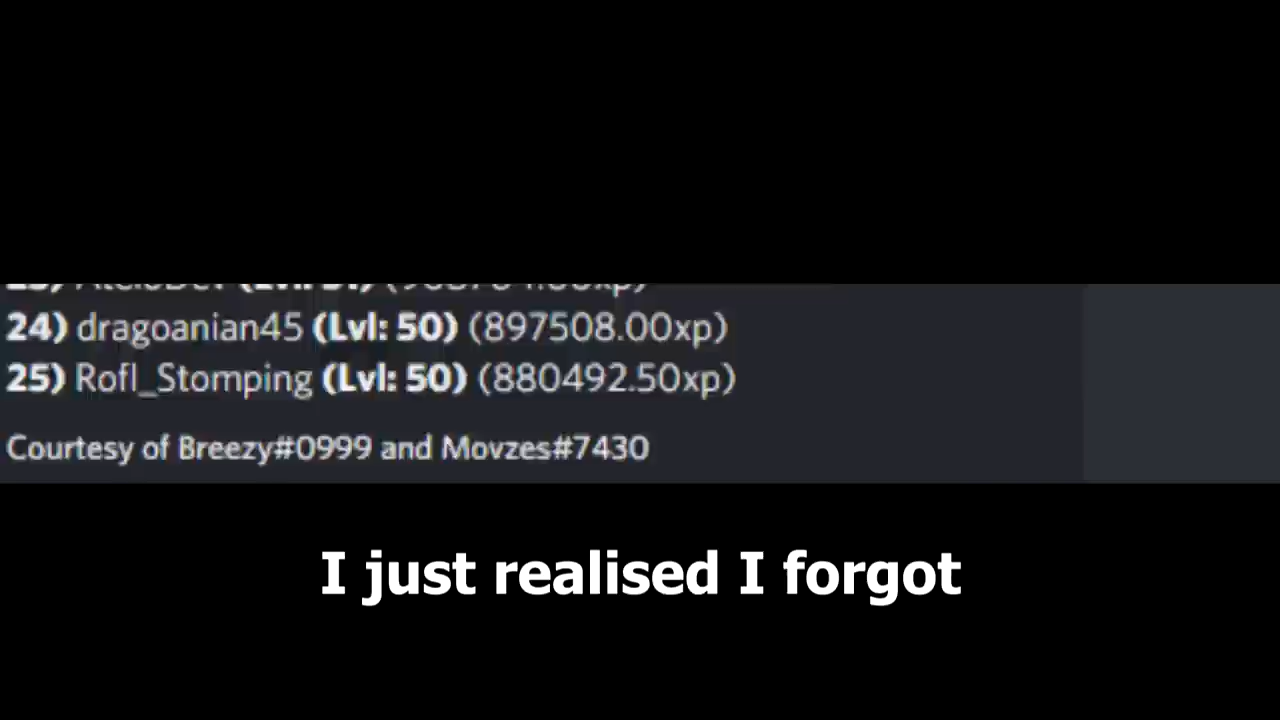 24) dragoanian45 (Lvl: 50) (897508.00xp)
25) Rofl_Stomping (Lvl: 50) (880492.50xp)
Courtesy of Breezy#0999 and Movzes#7430
I just realised I forgot